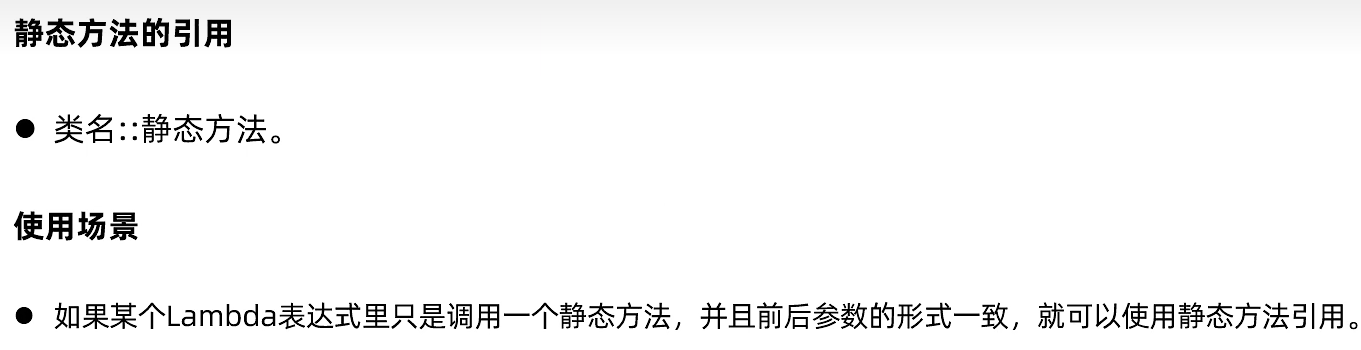 静态方法的引用
● 类名::静态方法。
使用场景
● 如果某个Lambda表达式里只是调用一个静态方法，并且前后参数的形式一致，就可以使用静态方法引用。